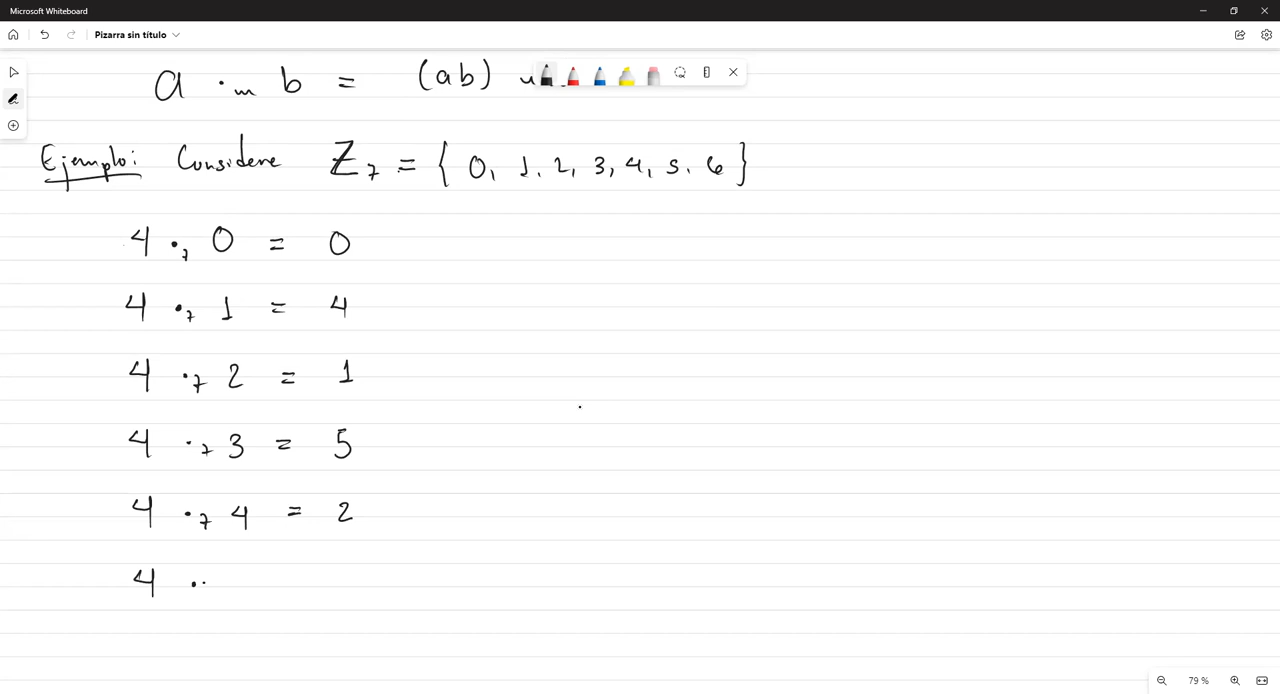 Microsoft Whiteboard
Pizarra sin título
a ·m b = (ab)
Ejemplo: Considere Z7 = { 0, 1, 2, 3, 4, 5, 6 }
4 ·7 0 = 0
4 ·7 1 = 4
4 ·7 2 = 1
4 ·7 3 = 5
4 ·7 4 = 2
4 ·
79 %